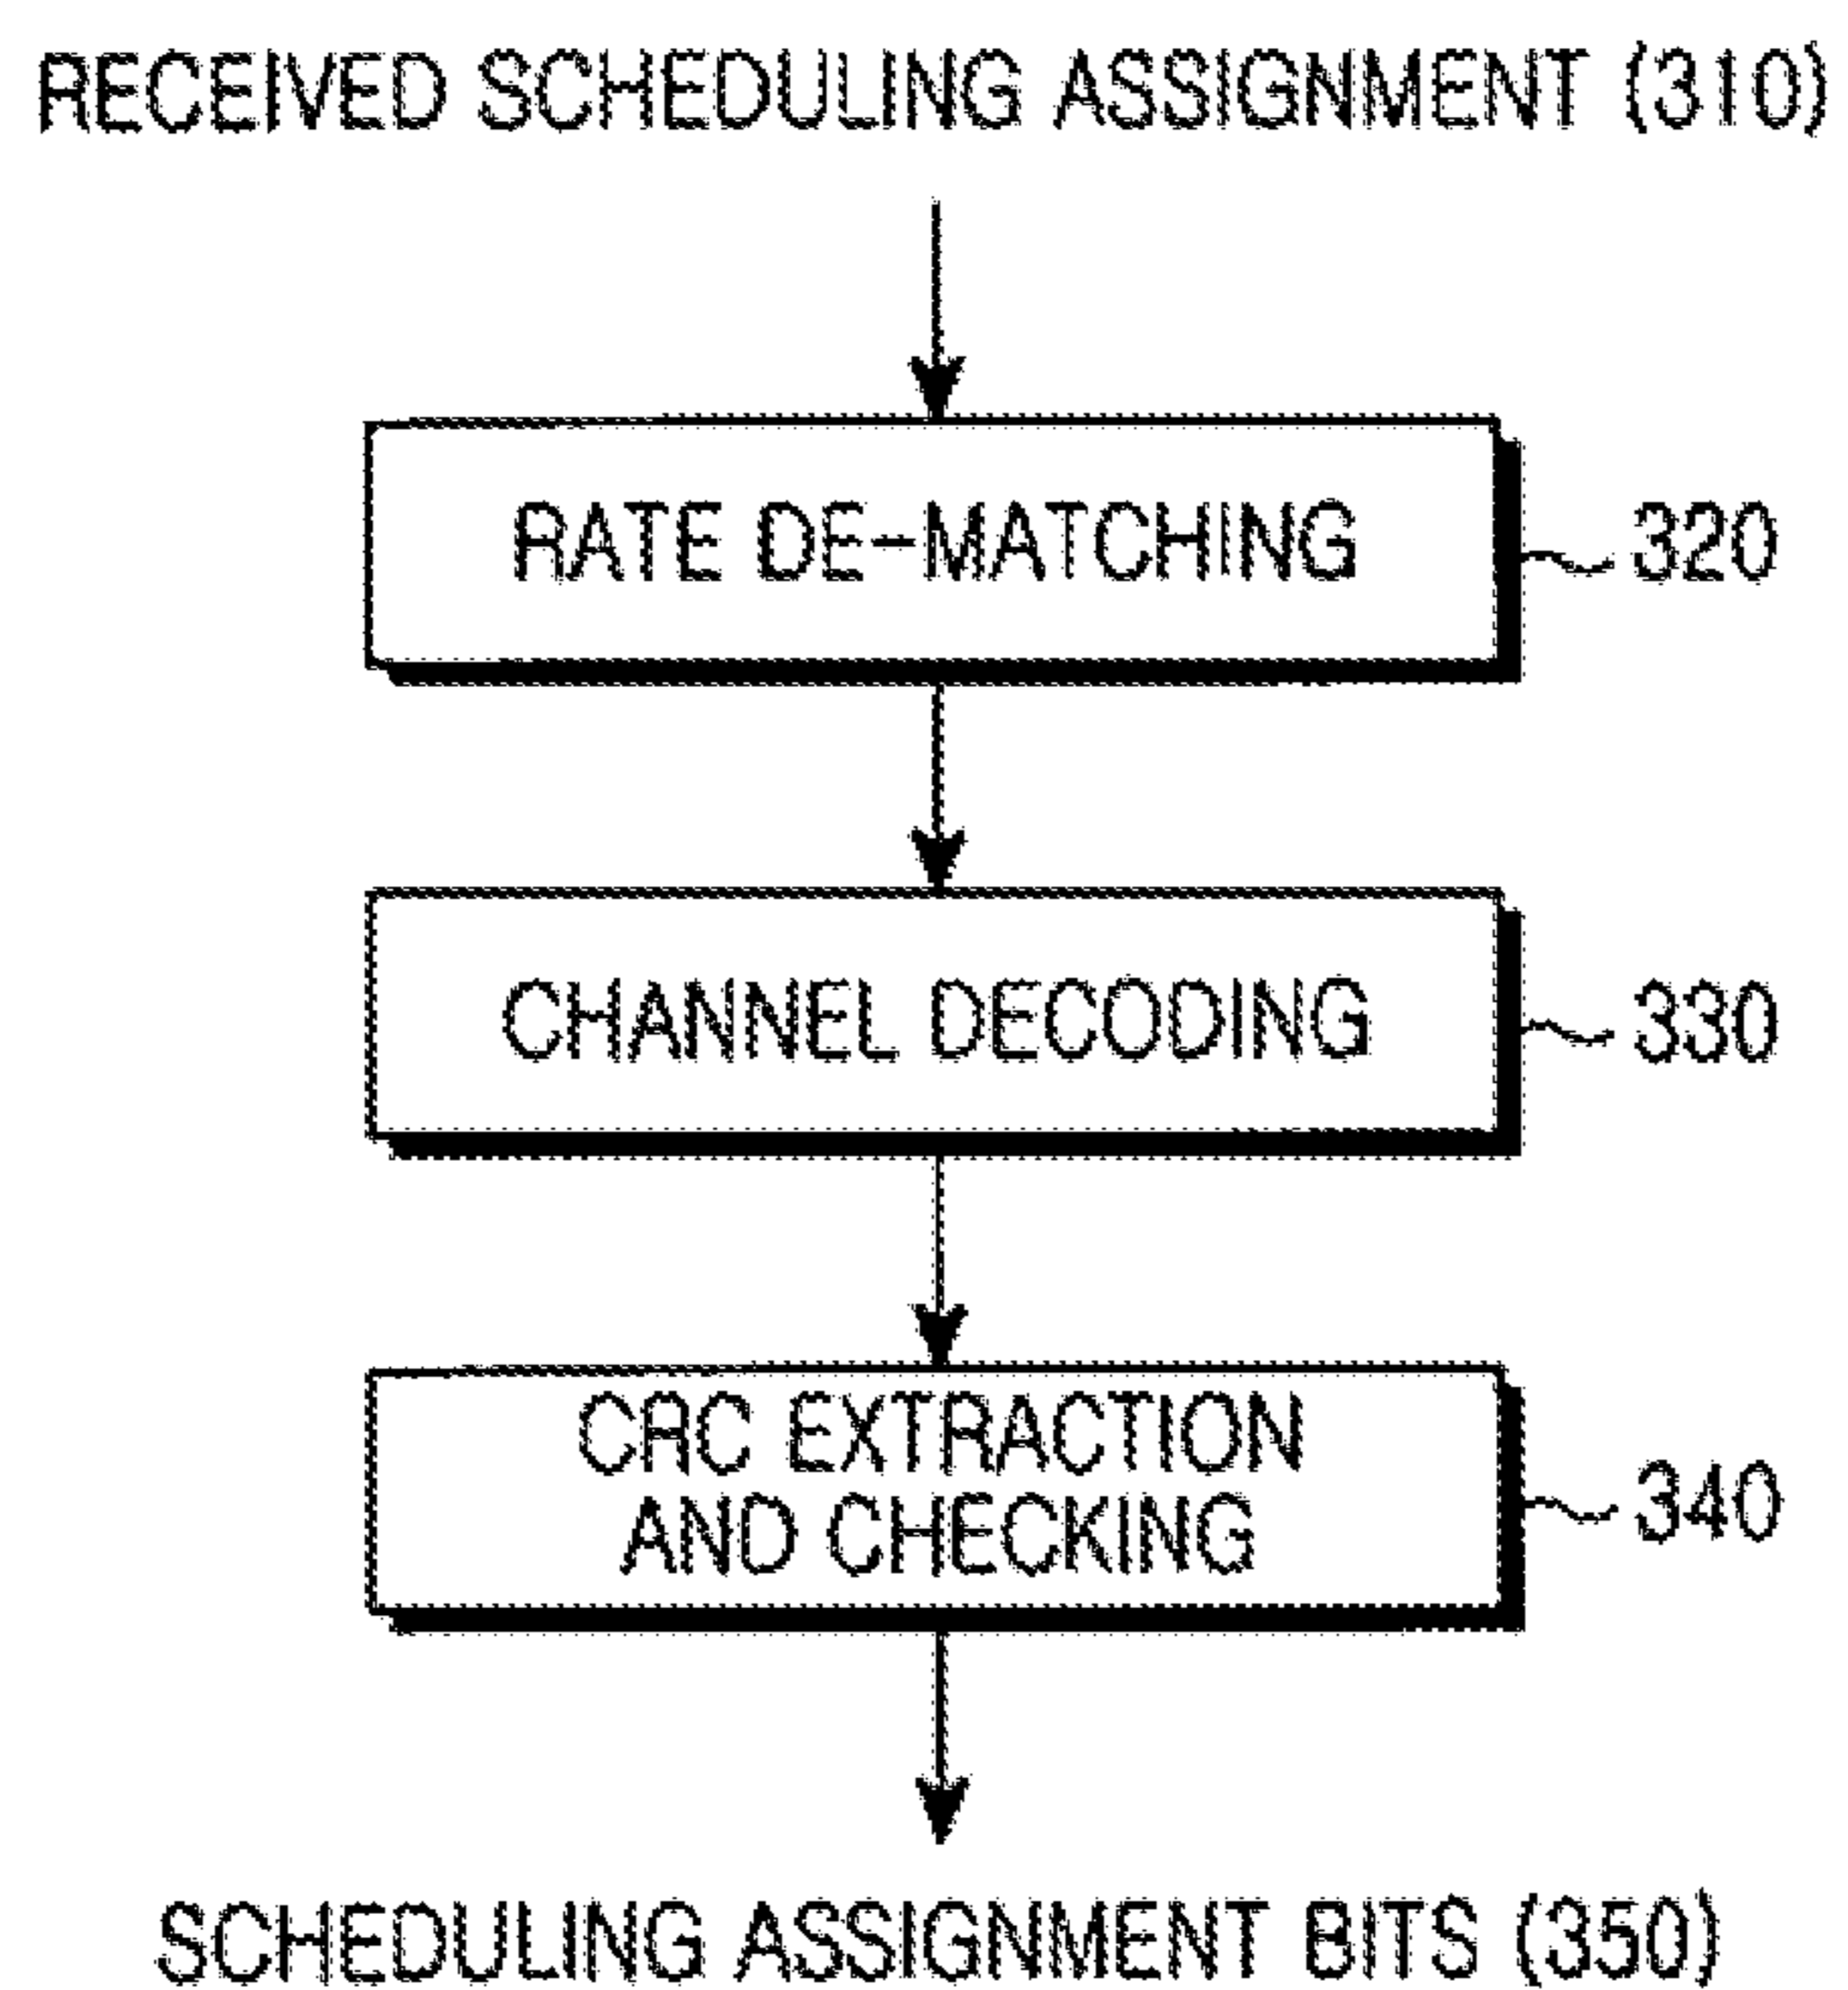 RECEIVED SCHEDULING ASSIGNMENT (310)
RATE DE-MATCHING
320
CHANNEL DECODING
330
CRC EXTRACTION
AND CHECKING
340
SCHEDULING ASSIGNMENT BITS (350)